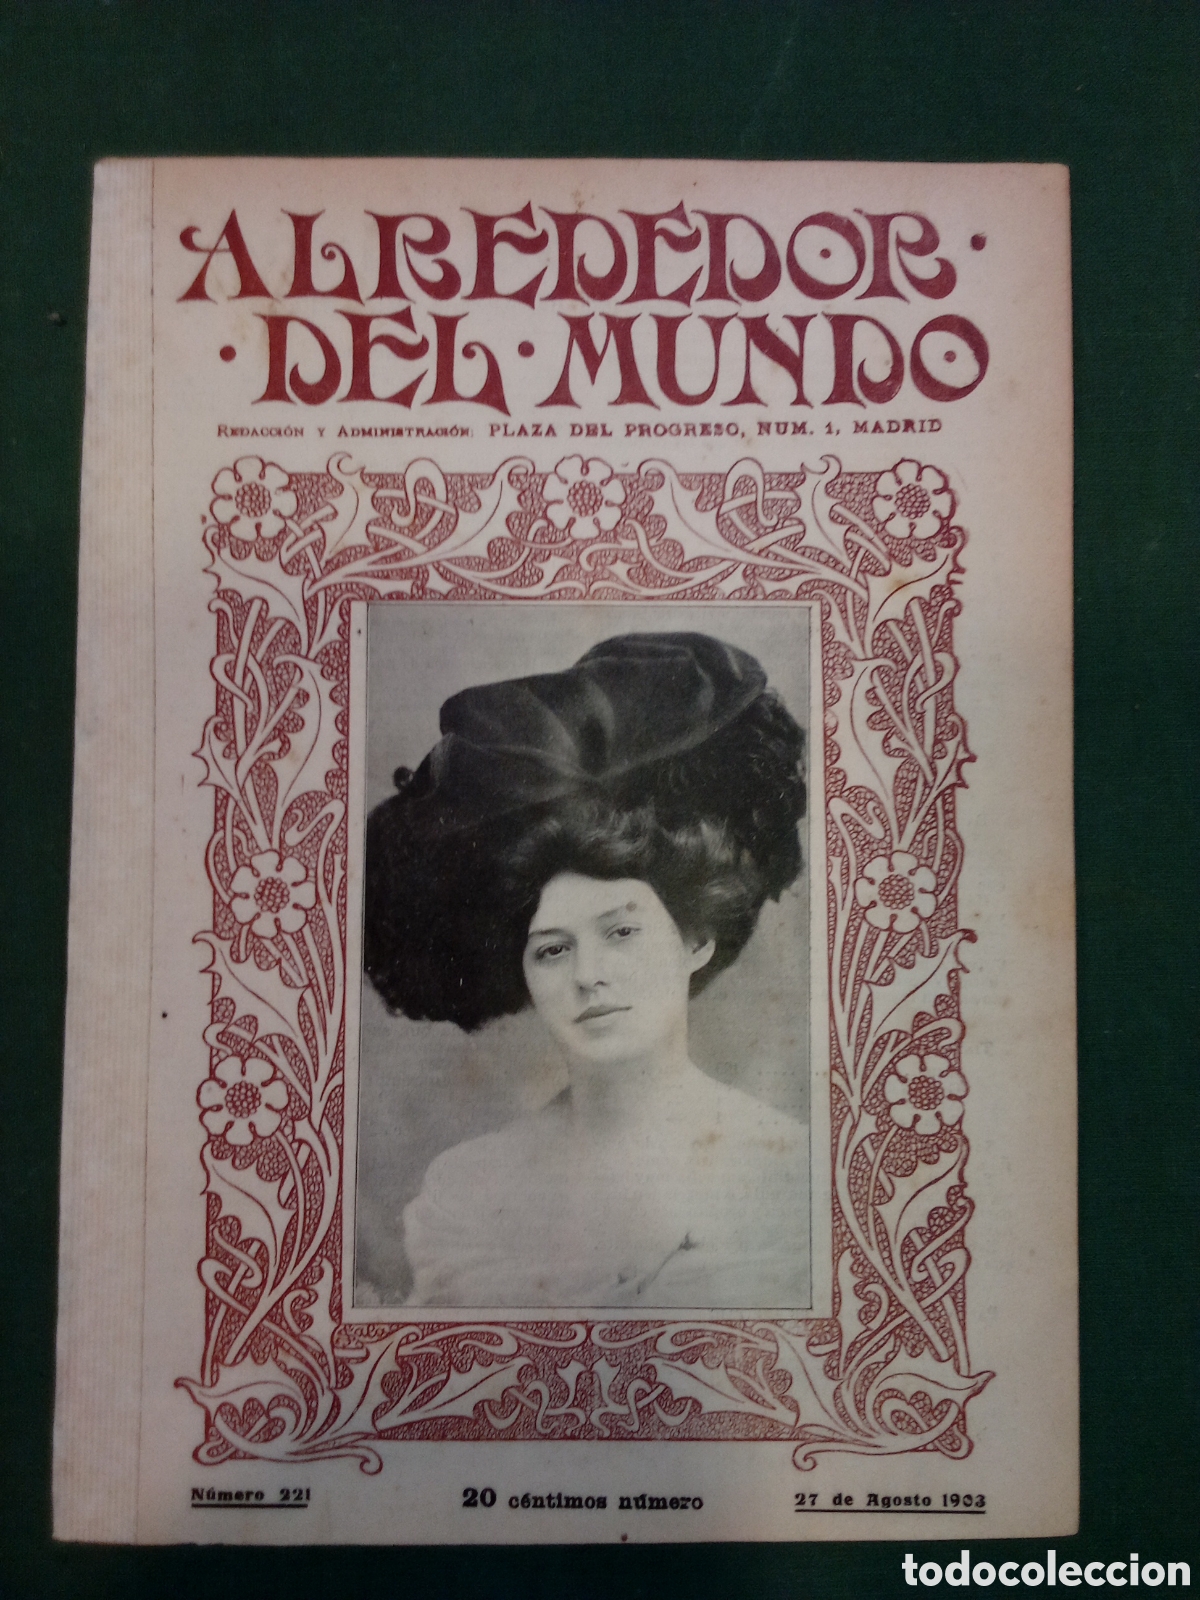 ALREDEDOR ·
· DEL · MUNDO
REDACCIÓN Y ADMINISTRACIÓN: PLAZA DEL PROGRESO, NUM. 1, MADRID
Número 221
20 céntimos número
27 de Agosto 1903
todocoleccion